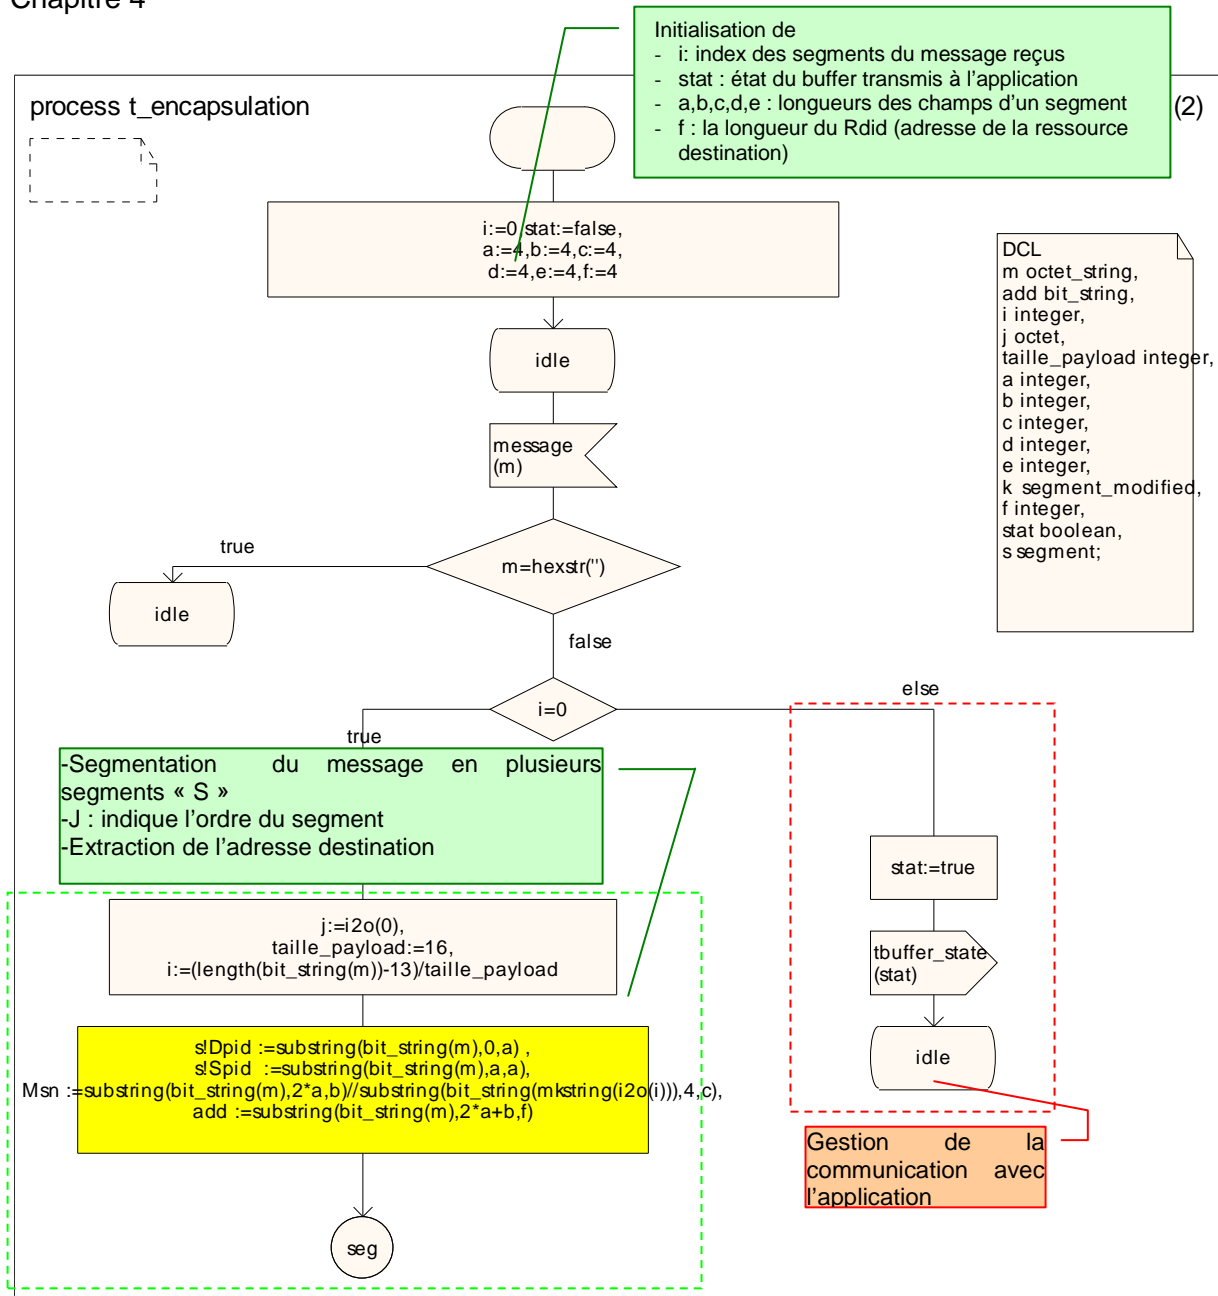 Chapitre 4
Initialisation de
- i: index des segments du message reçus
- stat : état du buffer transmis à l'application
- a,b,c,d,e : longueurs des champs d'un segment
- f : la longueur du Rdid (adresse de la ressource
destination)
process t_encapsulation
(2)
i:=0,stat:=false,
a:=4,b:=4,c:=4,
d:=4,e:=4,f:=4
DCL
m octet_string,
add bit_string,
i integer,
j octet,
taille_payload integer,
a integer,
b integer,
c integer,
d integer,
e integer,
k segment_modified,
f integer,
stat boolean,
s segment;
idle
message
(m)
m=hexstr('')
true
idle
false
i=0
else
true
-Segmentation du message en plusieurs
segments « S »
-J : indique l'ordre du segment
-Extraction de l'adresse destination
stat:=true
j:=i2o(0),
taille_payload:=16,
i:=(length(bit_string(m))-13)/taille_payload
tbuffer_state
(stat)
idle
s!Dpid :=substring(bit_string(m),0,a) ,
s!Spid :=substring(bit_string(m),a,a),
Msn :=substring(bit_string(m),2*a,b)//substring(bit_string(mkstring(i2o(i))),4,c),
add :=substring(bit_string(m),2*a+b,f)
Gestion de la
communication avec
l'application
seg